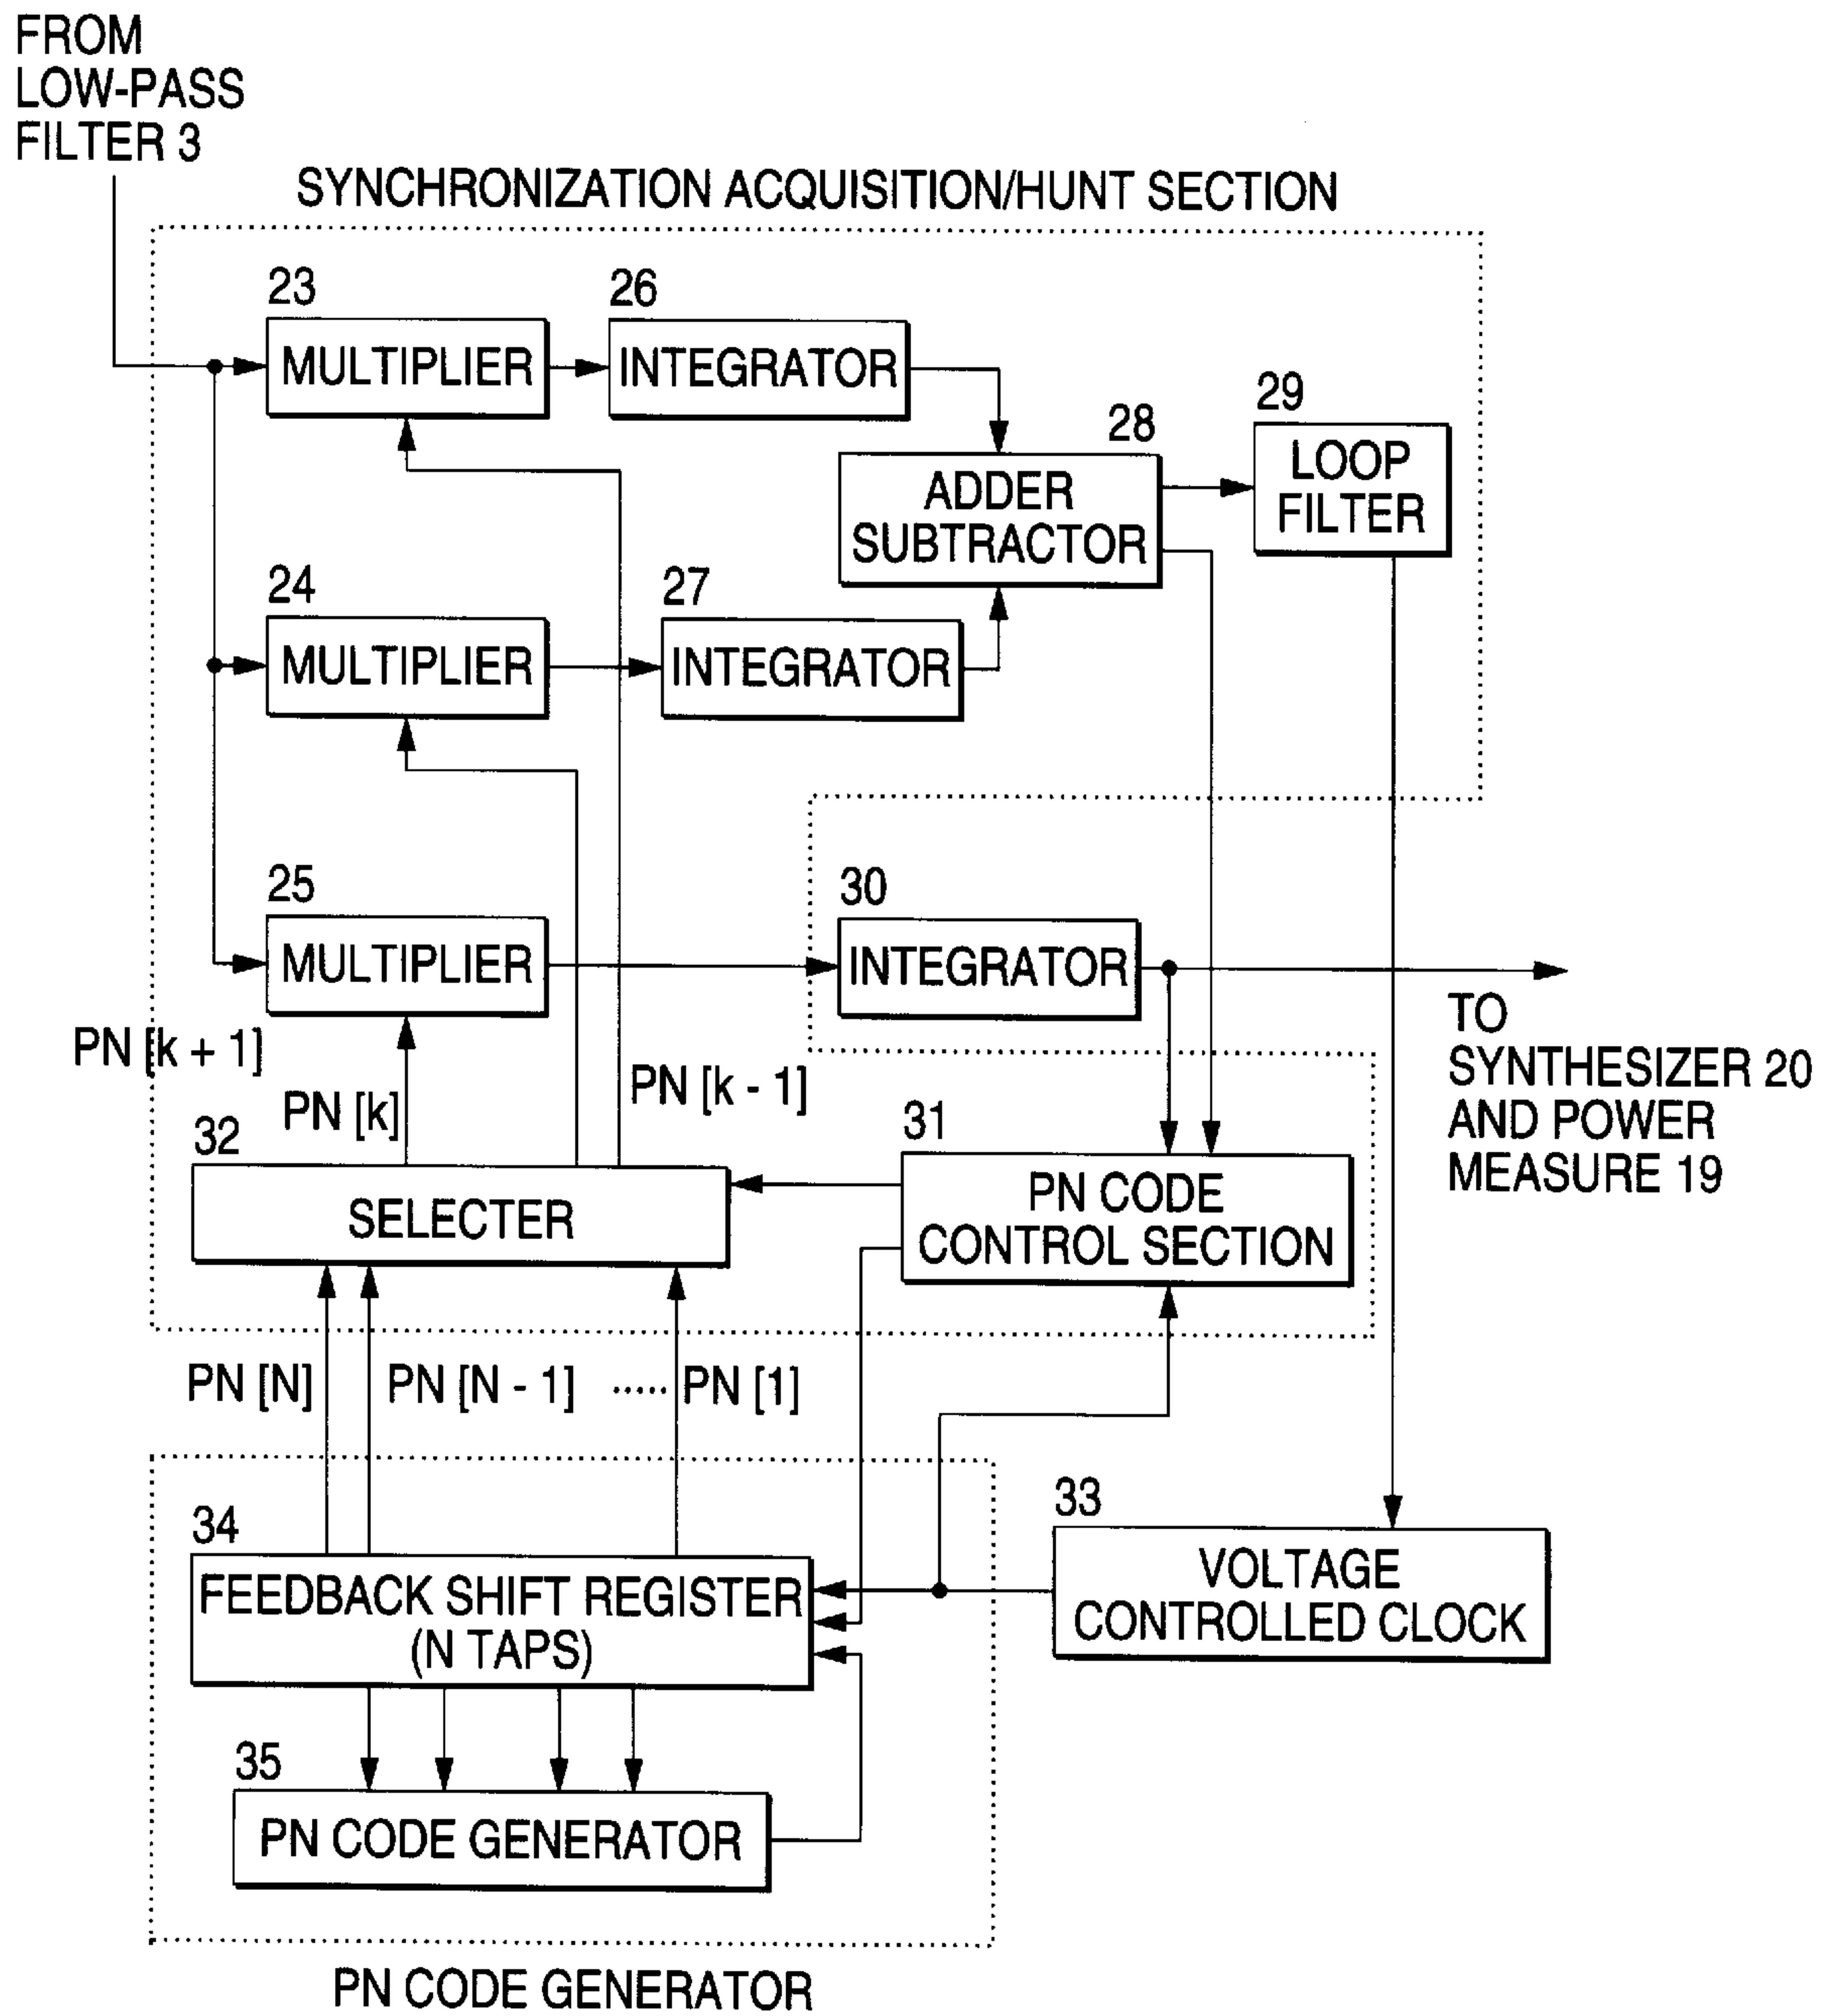 FROM
LOW-PASS
FILTER 3
SYNCHRONIZATION ACQUISITION/HUNT SECTION
23
MULTIPLIER
26
INTEGRATOR
28
ADDER
SUBTRACTOR
29
LOOP
FILTER
24
MULTIPLIER
27
INTEGRATOR
25
MULTIPLIER
30
INTEGRATOR
TO
SYNTHESIZER 20
AND POWER
MEASURE 19
PN [k + 1]
PN [k]
PN [k - 1]
32
SELECTER
31
PN CODE
CONTROL SECTION
PN [N]
PN [N - 1]
.....
PN [1]
34
FEEDBACK SHIFT REGISTER
(N TAPS)
33
VOLTAGE
CONTROLLED CLOCK
35
PN CODE GENERATOR
PN CODE GENERATOR